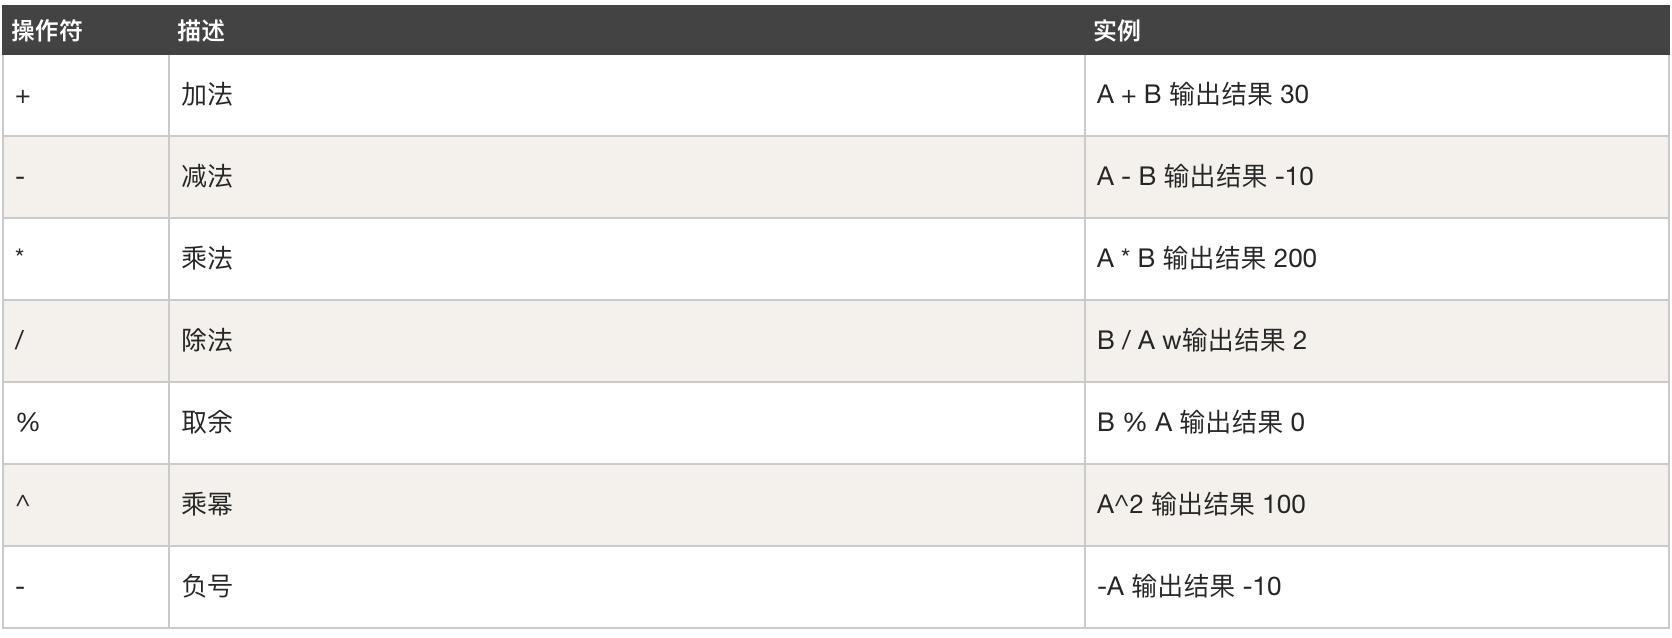 操作符 描述 实例
+ 加法 A + B 输出结果 30
- 减法 A - B 输出结果 -10
* 乘法 A * B 输出结果 200
/ 除法 B / A w输出结果 2
% 取余 B % A 输出结果 0
^ 乘幂 A^2 输出结果 100
- 负号 -A 输出结果 -10